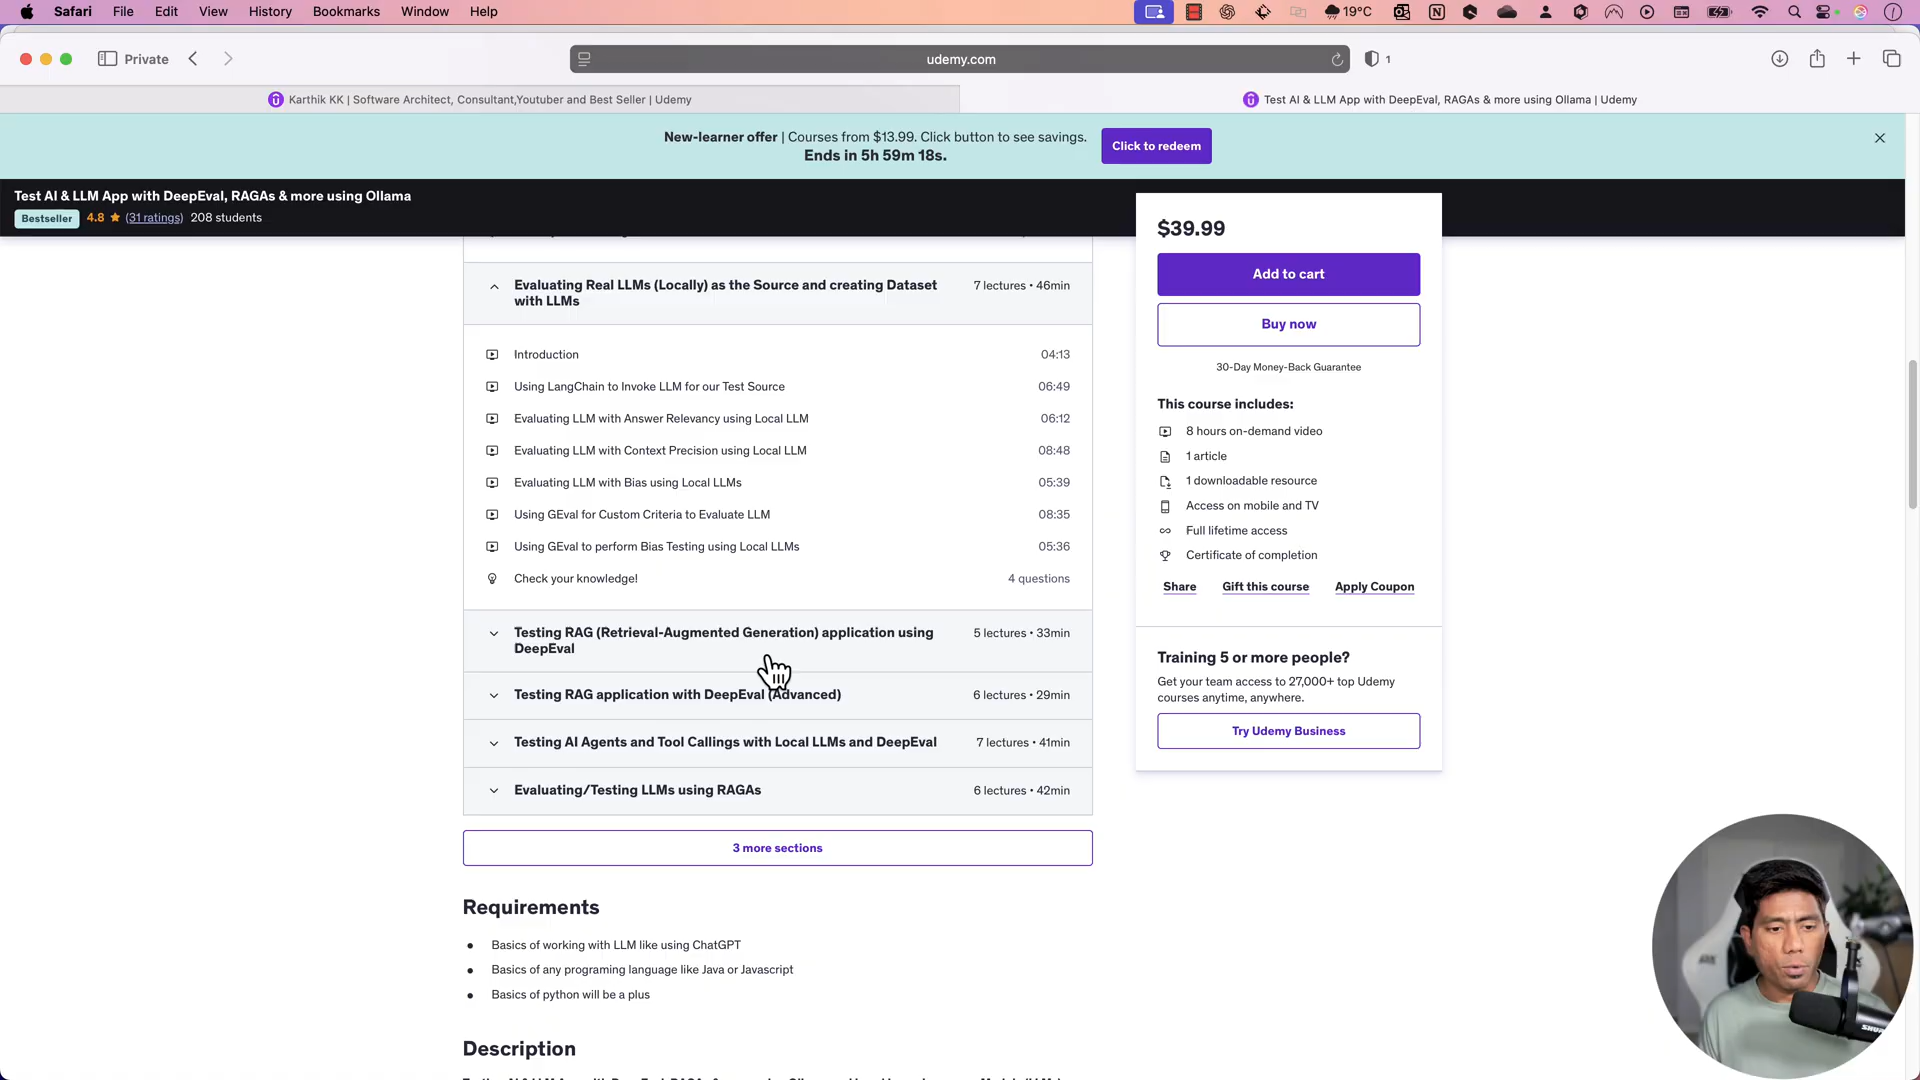 Safari File Edit View History Bookmarks Window Help 19°C
Private udemy.com 1
Karthik KK | Software Architect, Consultant,Youtuber and Best Seller | Udemy
Test AI & LLM App with DeepEval, RAGAs & more using Ollama | Udemy
New-learner offer | Courses from $13.99. Click button to see savings.
Ends in 5h 59m 18s.
Click to redeem
Test AI & LLM App with DeepEval, RAGAs & more using Ollama
Bestseller 4.8 (31 ratings) 208 students
Evaluating Real LLMs (Locally) as the Source and creating Dataset
with LLMs
7 lectures • 46min
Introduction 04:13
Using LangChain to Invoke LLM for our Test Source 06:49
Evaluating LLM with Answer Relevancy using Local LLM 06:12
Evaluating LLM with Context Precision using Local LLM 08:48
Evaluating LLM with Bias using Local LLMs 05:39
Using GEval for Custom Criteria to Evaluate LLM 08:35
Using GEval to perform Bias Testing using Local LLMs 05:36
Check your knowledge! 4 questions
Testing RAG (Retrieval-Augmented Generation) application using
DeepEval
5 lectures • 33min
Testing RAG application with DeepEval (Advanced) 6 lectures • 29min
Testing AI Agents and Tool Callings with Local LLMs and DeepEval 7 lectures • 41min
Evaluating/Testing LLMs using RAGAs 6 lectures • 42min
3 more sections
Requirements
● Basics of working with LLM like using ChatGPT
● Basics of any programing language like Java or Javascript
● Basics of python will be a plus
Description
$39.99
Add to cart
Buy now
30-Day Money-Back Guarantee
This course includes:
8 hours on-demand video
1 article
1 downloadable resource
Access on mobile and TV
Full lifetime access
Certificate of completion
Share Gift this course Apply Coupon
Training 5 or more people?
Get your team access to 27,000+ top Udemy
courses anytime, anywhere.
Try Udemy Business